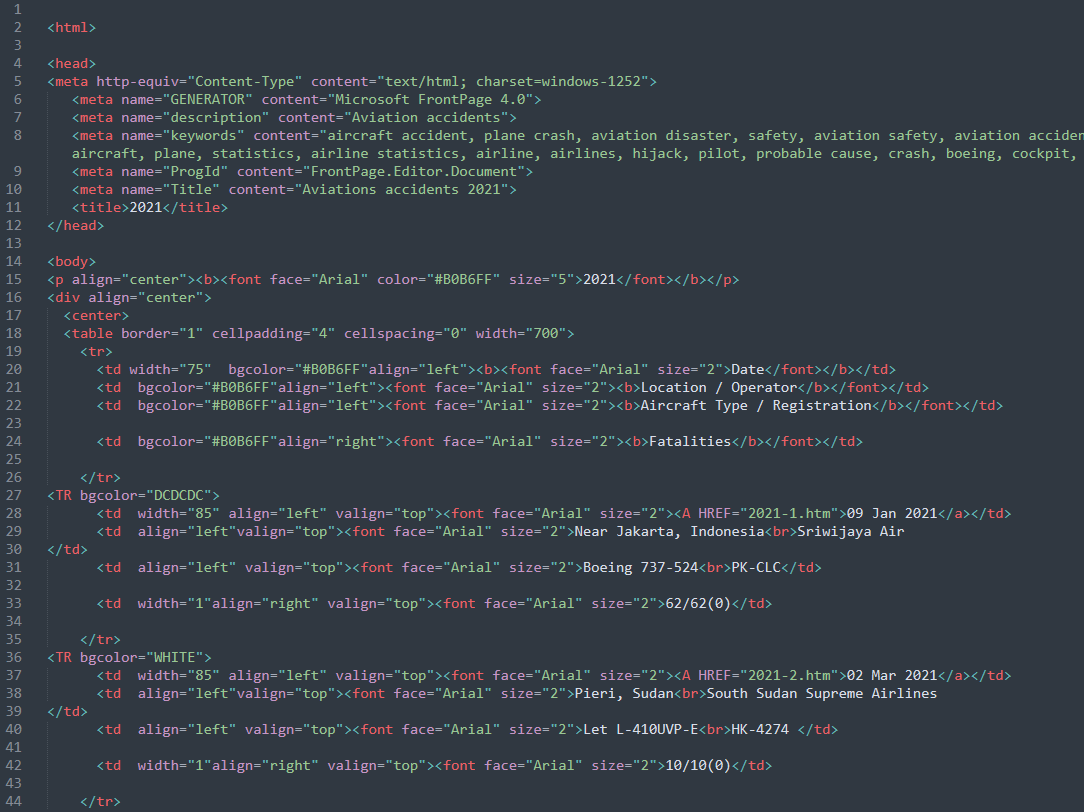 1
2 <html>
3
4 <head>
5 <meta http-equiv="Content-Type" content="text/html; charset=windows-1252">
6 <meta name="GENERATOR" content="Microsoft FrontPage 4.0">
7 <meta name="description" content="Aviation accidents">
8 <meta name="keywords" content="aircraft accident, plane crash, aviation disaster, safety, aviation safety, aviation acciden
aircraft, plane, statistics, airline statistics, airline, airlines, hijack, pilot, probable cause, crash, boeing, cockpit,
9 <meta name="ProgId" content="FrontPage.Editor.Document">
10 <meta name="Title" content="Aviations accidents 2021">
11 <title>2021</title>
12 </head>
13
14 <body>
15 <p align="center"><b><font face="Arial" color="#B0B6FF" size="5">2021</font></b></p>
16 <div align="center">
17 <center>
18 <table border="1" cellpadding="4" cellspacing="0" width="700">
19 <tr>
20 <td width="75"  bgcolor="#B0B6FF"align="left"><b><font face="Arial" size="2">Date</font></b></td>
21 <td  bgcolor="#B0B6FF"align="left"><font face="Arial" size="2"><b>Location / Operator</b></font></td>
22 <td  bgcolor="#B0B6FF"align="left"><font face="Arial" size="2"><b>Aircraft Type / Registration</b></font></td>
23
24 <td  bgcolor="#B0B6FF"align="right"><font face="Arial" size="2"><b>Fatalities</b></font></td>
25
26 </tr>
27 <TR bgcolor="DCDCDC">
28 <td  width="85" align="left" valign="top"><font face="Arial" size="2"><A HREF="2021-1.htm">09 Jan 2021</a></td>
29 <td  align="left"valign="top"><font face="Arial" size="2">Near Jakarta, Indonesia<br>Sriwijaya Air
30 </td>
31 <td  align="left" valign="top"><font face="Arial" size="2">Boeing 737-524<br>PK-CLC</td>
32
33 <td  width="1"align="right" valign="top"><font face="Arial" size="2">62/62(0)</td>
34
35 </tr>
36 <TR bgcolor="WHITE">
37 <td  width="85" align="left" valign="top"><font face="Arial" size="2"><A HREF="2021-2.htm">02 Mar 2021</a></td>
38 <td  align="left"valign="top"><font face="Arial" size="2">Pieri, Sudan<br>South Sudan Supreme Airlines
39 </td>
40 <td  align="left" valign="top"><font face="Arial" size="2">Let L-410UVP-E<br>HK-4274 </td>
41
42 <td  width="1"align="right" valign="top"><font face="Arial" size="2">10/10(0)</td>
43
44 </tr>